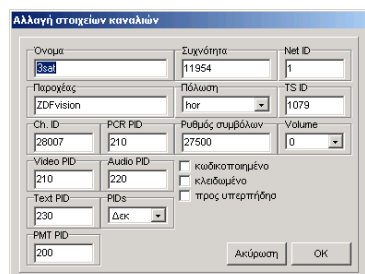 Αλλαγή στοιχείων καναλιών
Όνομα Συχνότητα Net ID
3sat 11954 1
Παροχέας Πόλωση TS ID
ZDFvision hor 1079
Ch. ID PCR PID Ρυθμός συμβόλων Volume
28007 210 27500 0
Video PID Audio PID κωδικοποιημένο
210 220 κλειδωμένο
Text PID PIDs προς υπερπήδησ
230 Δεκ
PMT PID
200 Ακύρωση OK